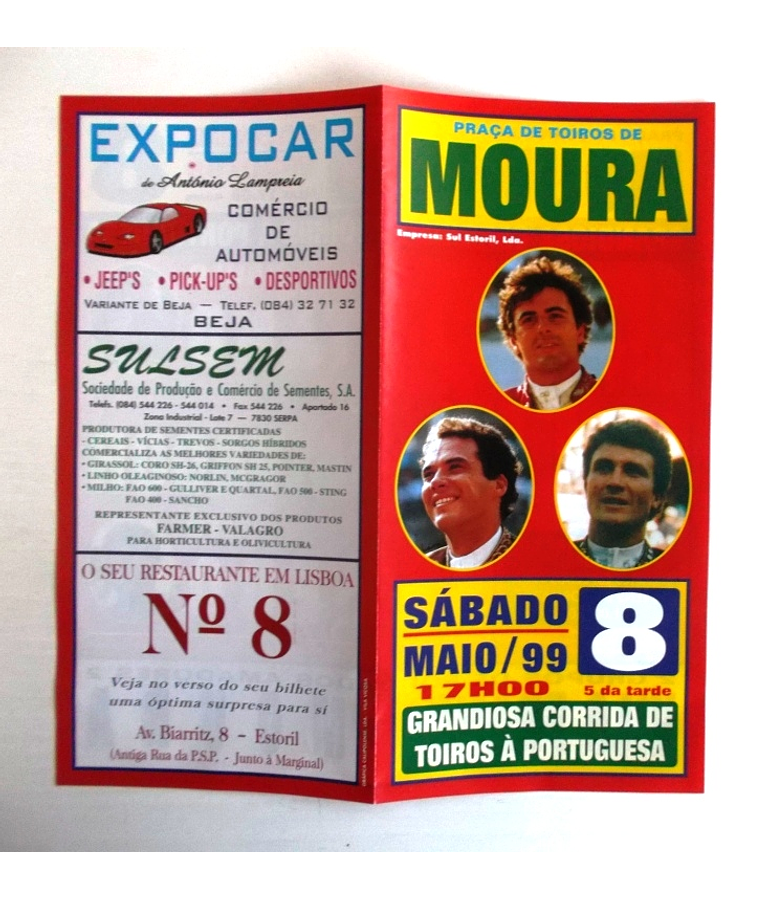 EXPOCAR
de António Lampreia
COMÉRCIO
DE
AUTOMÓVEIS
• JEEP'S • PICK-UP'S • DESPORTIVOS
VARIANTE DE BEJA — TELEF. (084) 32 71 32
BEJA
SULSEM
Sociedade de Produção e Comércio de Sementes, S.A.
Telefs. (084) 544 226 - 544 014 • Fax 544 226 • Apartado 16
Zona Industrial - Lote 7 — 7830 SERPA
PRODUTORA DE SEMENTES CERTIFICADAS
- CEREAIS - VÍCIAS - TREVOS - SORGOS HÍBRIDOS
COMERCIALIZA AS MELHORES VARIEDADES DE:
• GIRASSOL: CORO SH-26, GRIFFON SH 25, POINTER, MASTIN
• LINHO OLEAGINOSO: NORLIN, MCGRAGOR
• MILHO: FAO 600 - GULLIVER E QUARTAL, FAO 500 - STING
FAO 400 - SANCHO
REPRESENTANTE EXCLUSIVO DOS PRODUTOS
FARMER - VALAGRO
PARA HORTICULTURA E OLIVICULTURA
O SEU RESTAURANTE EM LISBOA
Nº 8
Veja no verso do seu bilhete
uma óptima surpresa para sí
Av. Biarritz, 8 – Estoril
(Antiga Rua da P.S.P. - Junto à Marginal)
PRAÇA DE TOIROS DE
MOURA
Empresa: Sul Estoril, Lda.
SÁBADO 8
MAIO/99
17H00 5 da tarde
GRANDIOSA CORRIDA DE
TOIROS À PORTUGUESA